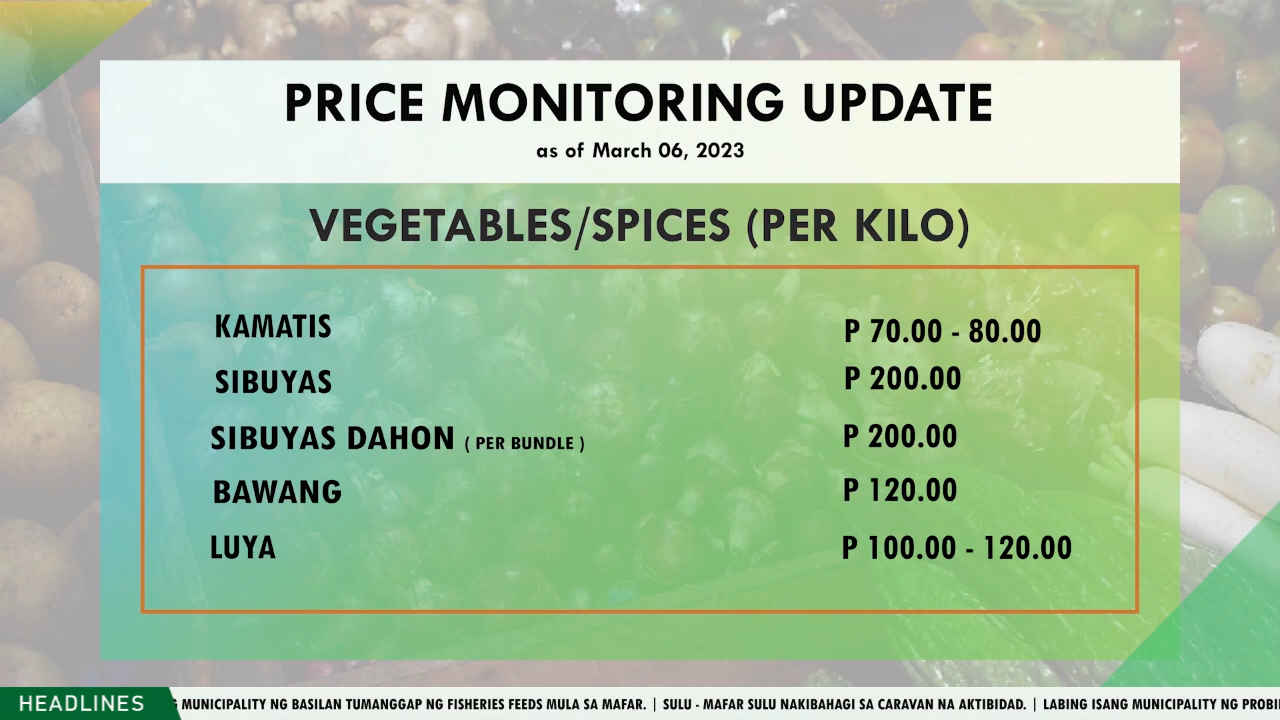 PRICE MONITORING UPDATE
as of March 06, 2023
VEGETABLES/SPICES (PER KILO)
KAMATIS P 70.00 - 80.00
SIBUYAS P 200.00
SIBUYAS DAHON ( PER BUNDLE ) P 200.00
BAWANG P 120.00
LUYA P 100.00 - 120.00
HEADLINES MUNICIPALITY NG BASILAN TUMANGGAP NG FISHERIES FEEDS MULA SA MAFAR. | SULU - MAFAR SULU NAKIBAHAGI SA CARAVAN NA AKTIBIDAD. | LABING ISANG MUNICIPALITY NG